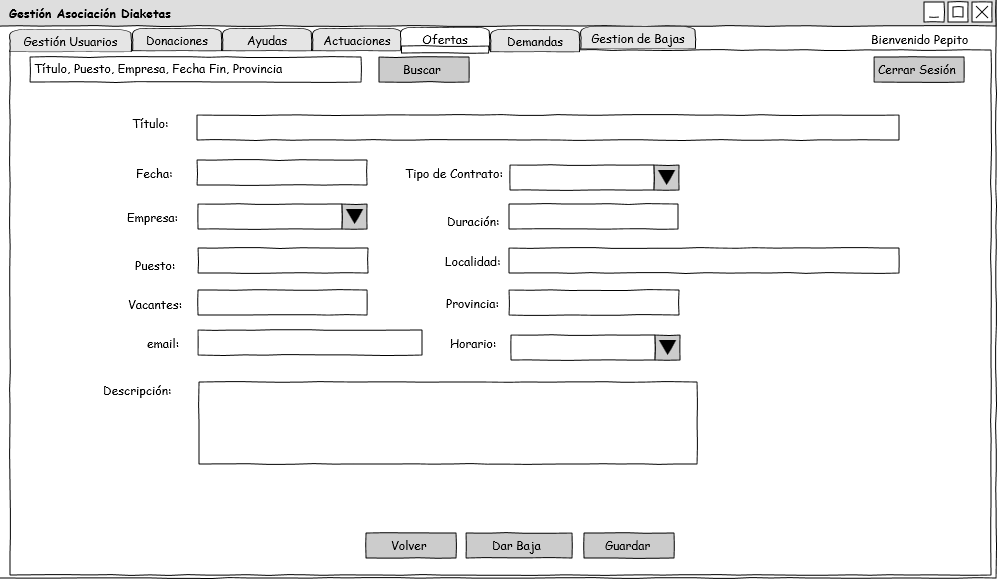 Gestión Asociación Diaketas
Gestión Usuarios Donaciones Ayudas Actuaciones Ofertas Demandas Gestion de Bajas Bienvenido Pepito
Título, Puesto, Empresa, Fecha Fin, Provincia Buscar Cerrar Sesión
Título:
Fecha: Tipo de Contrato:
Empresa: Duración:
Puesto: Localidad:
Vacantes: Provincia:
email: Horario:
Descripción:
Volver Dar Baja Guardar